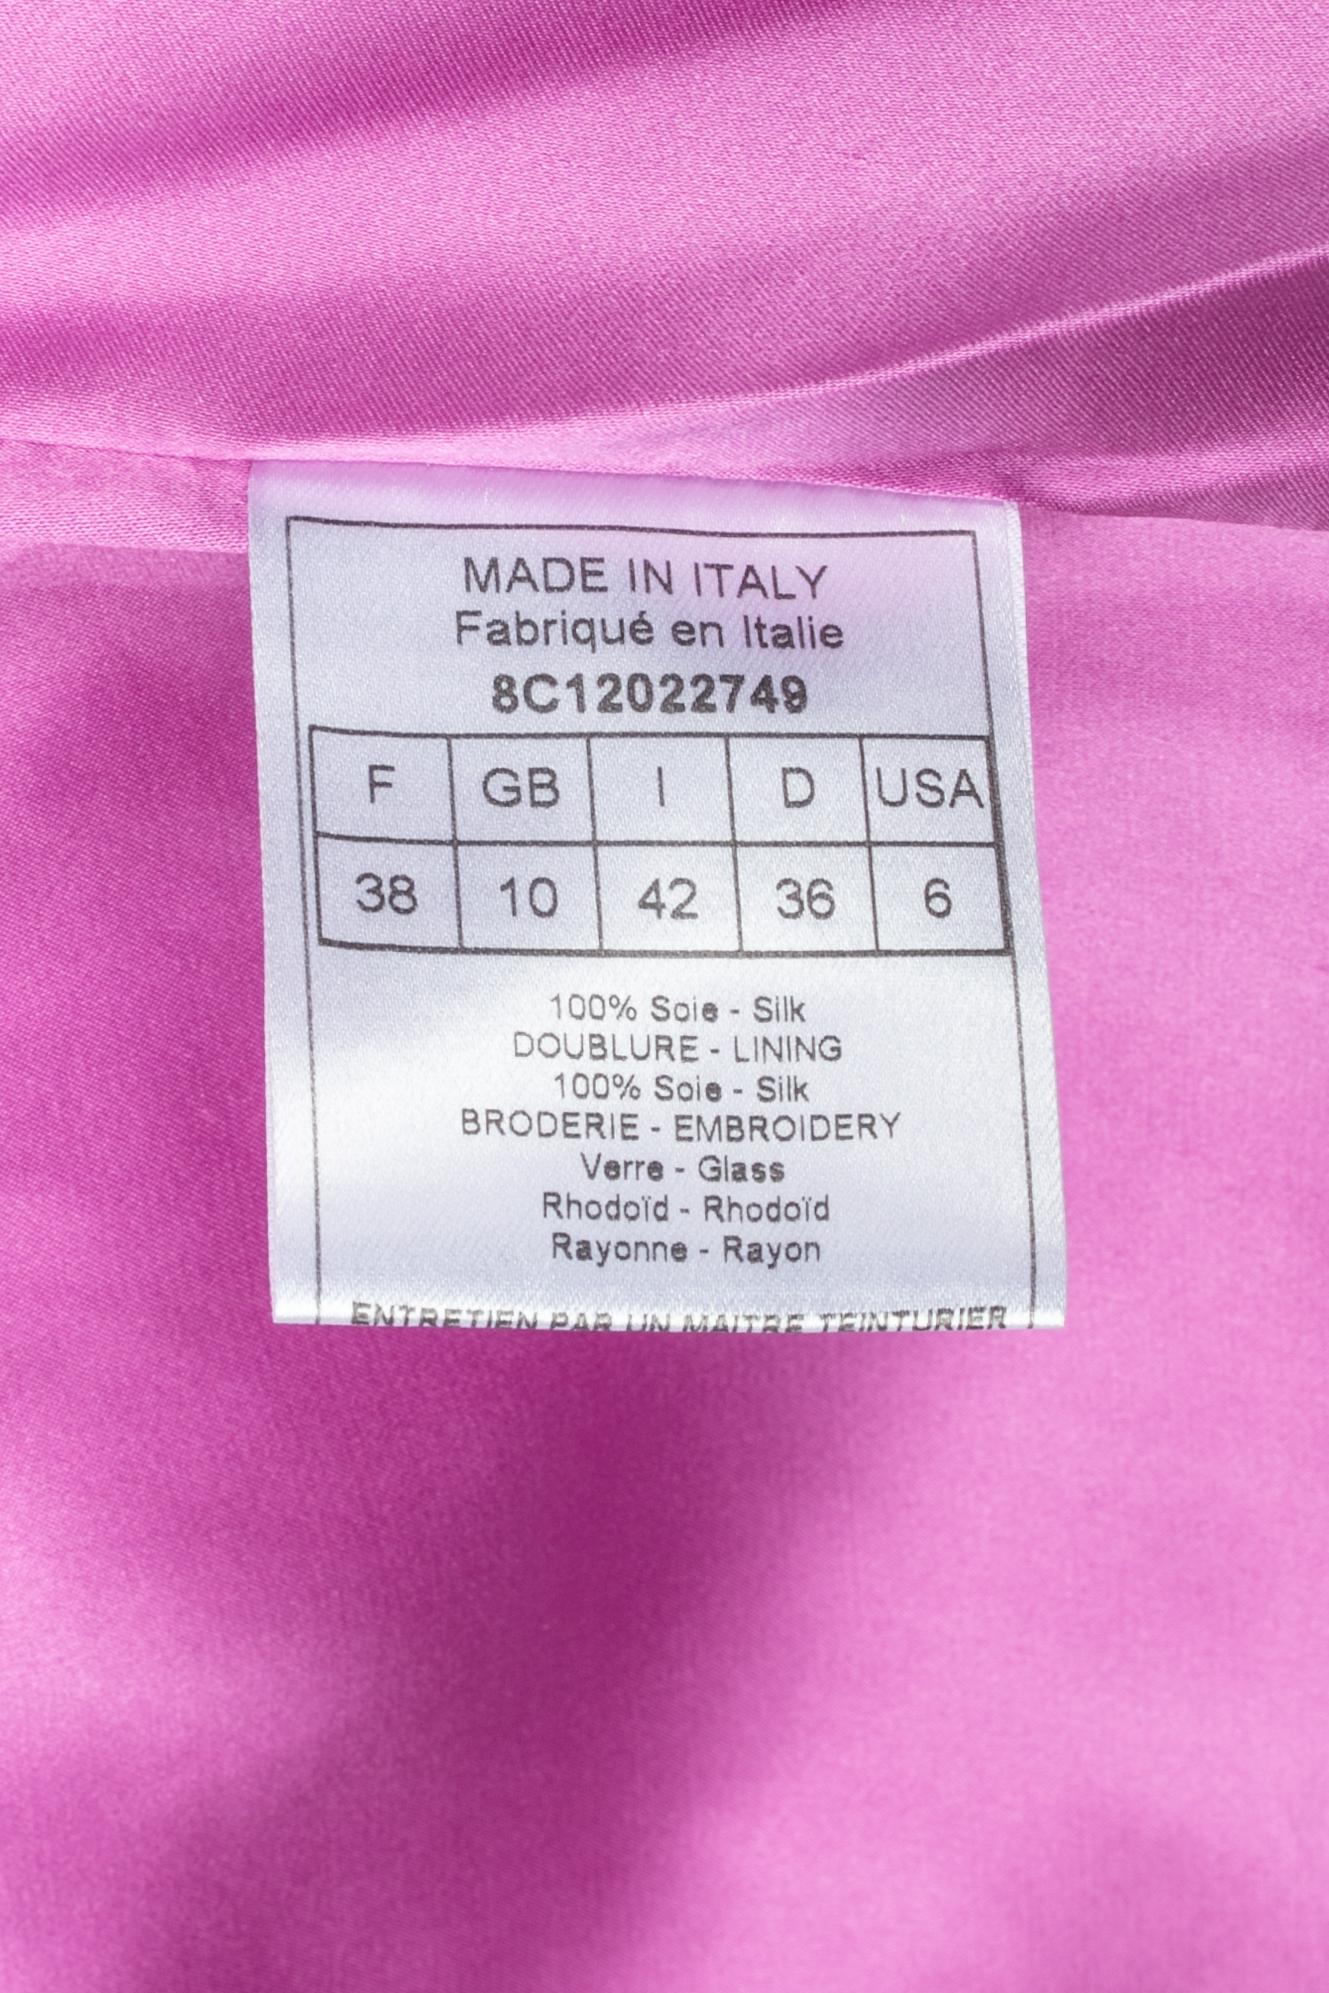 MADE IN ITALY
Fabriqué en Italie
8C12022749
F GB I D USA
38 10 42 36 6
100% Soie - Silk
DOUBLURE - LINING
100% Soie - Silk
BRODERIE - EMBROIDERY
Verre - Glass
Rhodoïd - Rhodoïd
Rayonne - Rayon
ENTRETIEN PAR UN MAITRE TEINTURIER